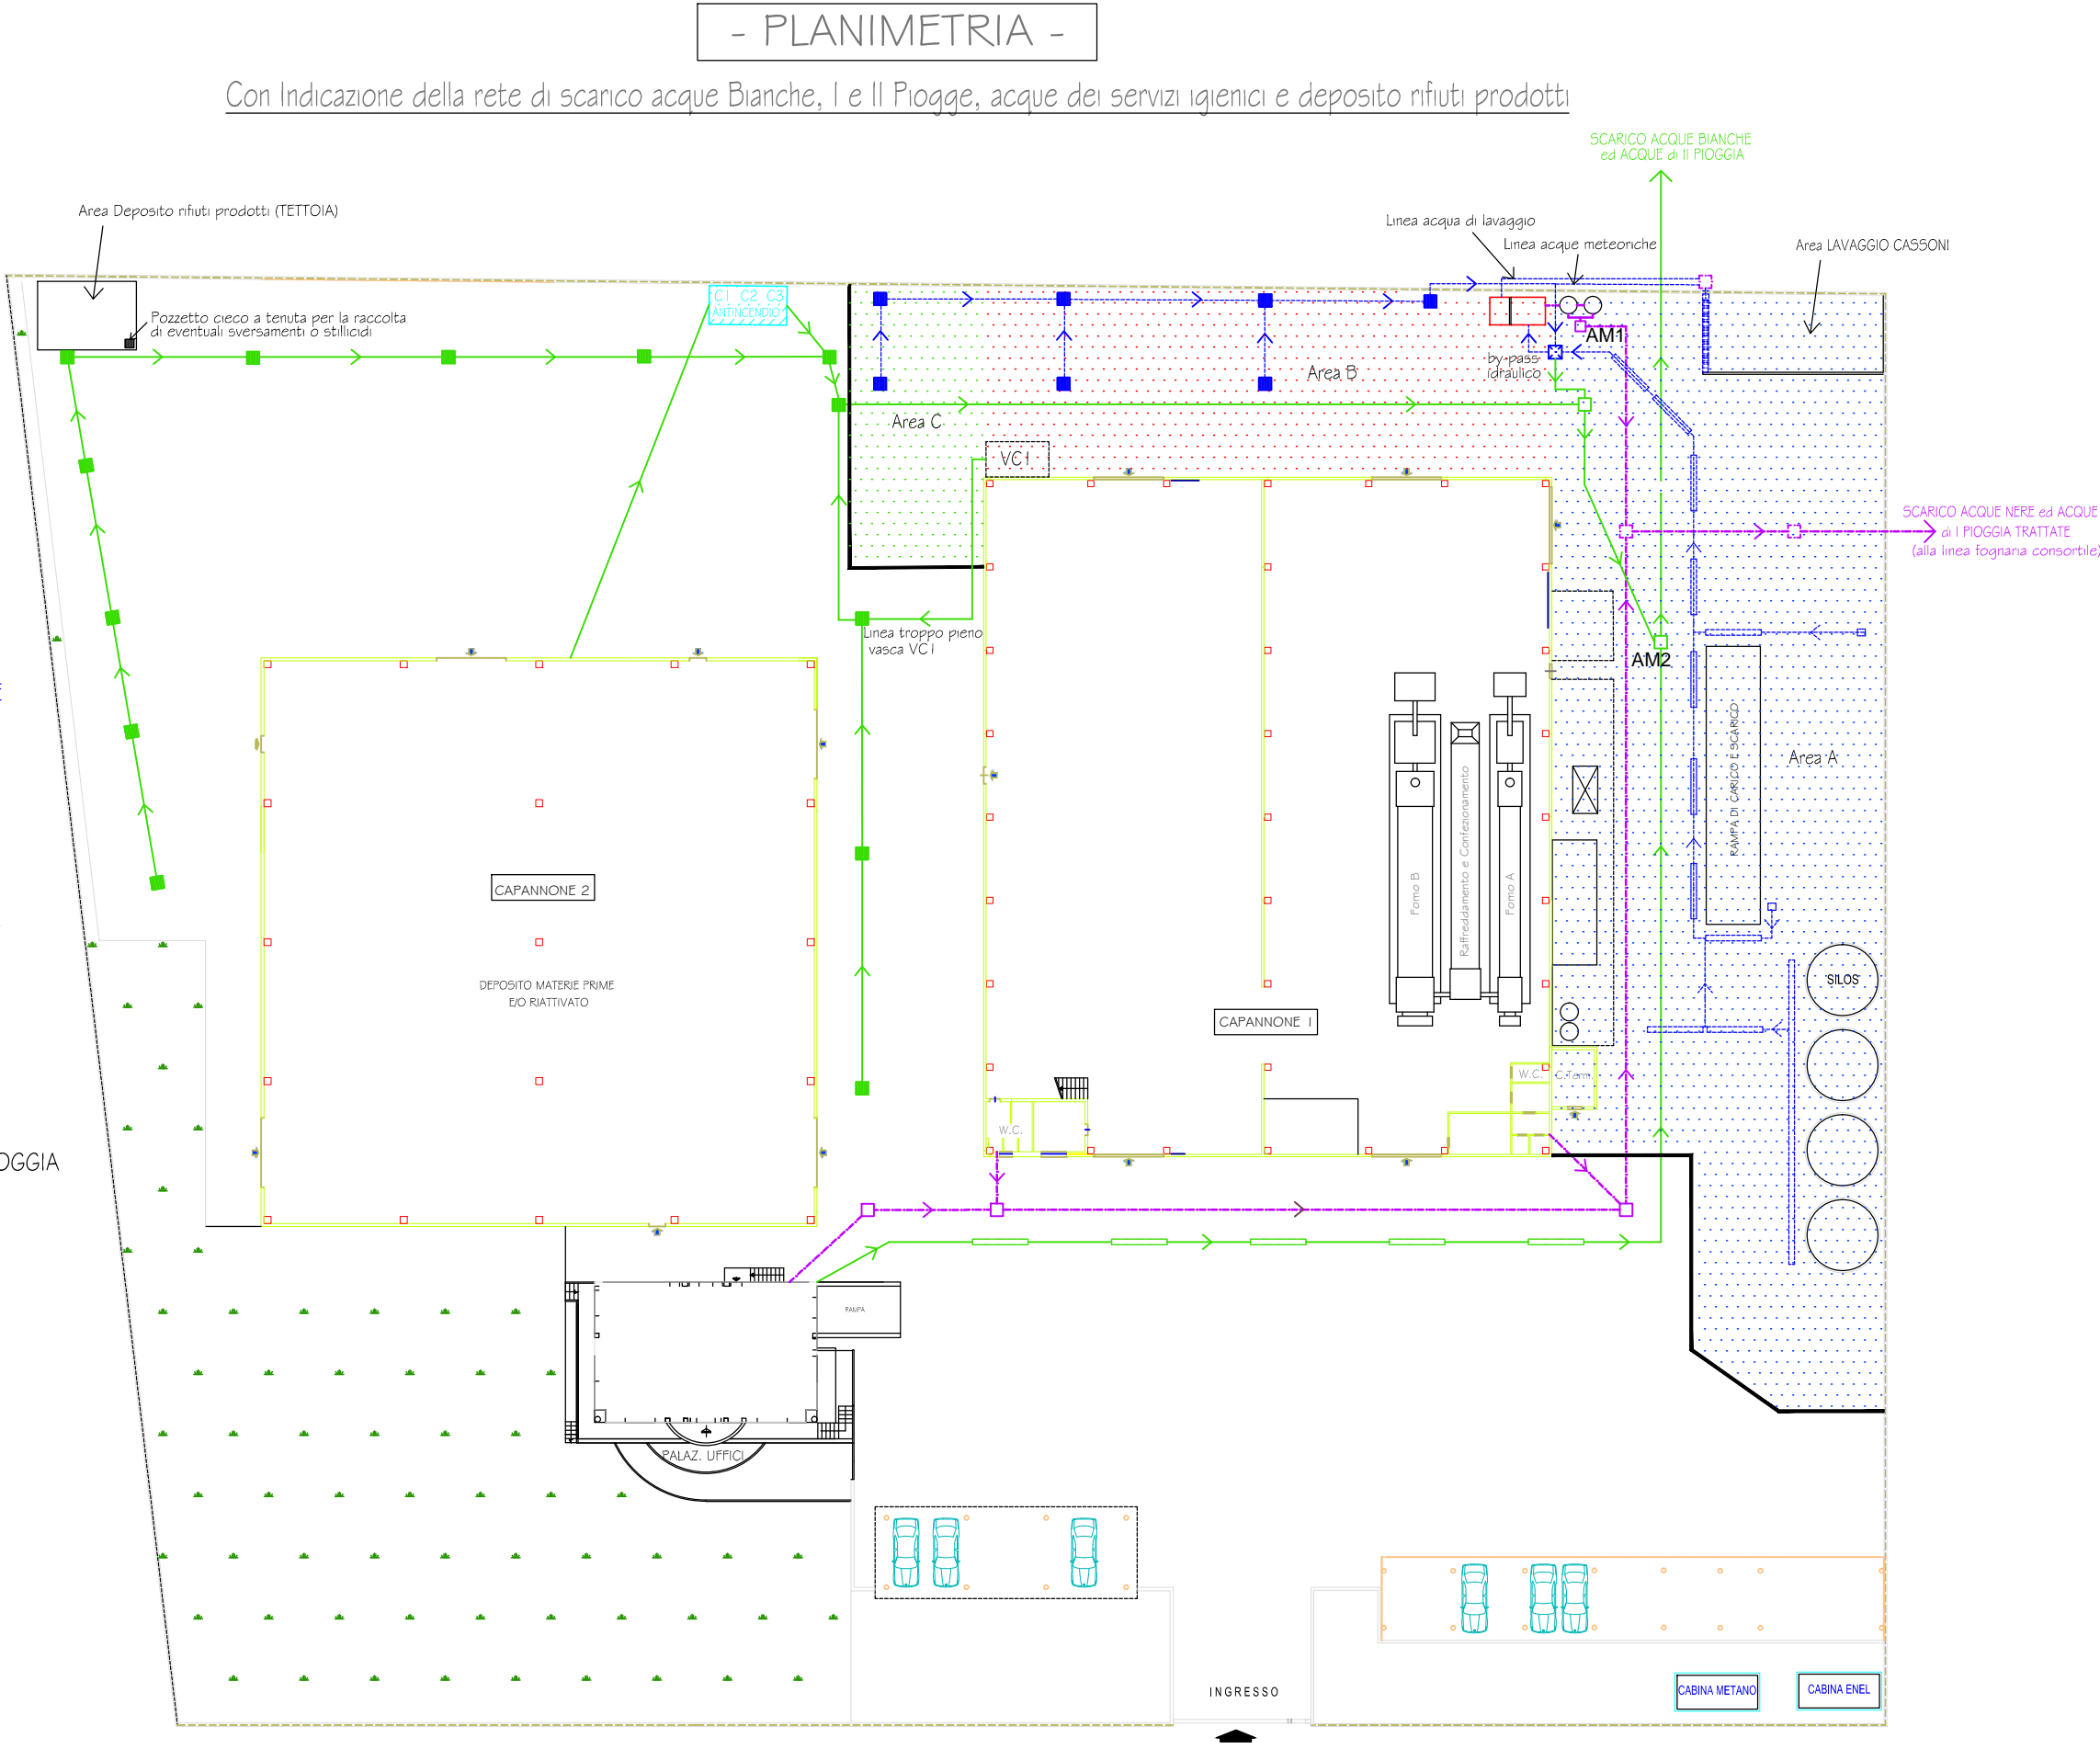 - PLANIMETRIA -
Con Indicazione della rete di scarico acque Bianche, I e II Piogge, acque dei servizi igienici e deposito rifiuti prodotti
SCARICO ACQUE BIANCHE
ed ACQUE di II PIOGGIA
Area Deposito rifiuti prodotti (TETTOIA)
Linea acqua di lavaggio
Linea acque meteoriche
Area LAVAGGIO CASSONI
C1 C2 C3
ANTINCENDIO
Pozzetto cieco a tenuta per la raccolta
di eventuali sversamenti o stillicidi
AM1
by-pass
idraulico
Area B
Area C
VC1
SCARICO ACQUE NERE ed ACQUE
di I PIOGGIA TRATTATE
(alla linea fognaria consortile)
Linea troppo pieno
vasca VC1
AM2
RAMPA DI CARICO E SCARICO
Area A
Forno B
Raffreddamento e Confezionamento
Forno A
CAPANNONE 2
DEPOSITO MATERIE PRIME
E/O RIATTIVATO
SILOS
CAPANNONE 1
W.C.
C.Term.
W.C.
OGGIA
RAMPA
PALAZ. UFFICI
INGRESSO
CABINA METANO
CABINA ENEL